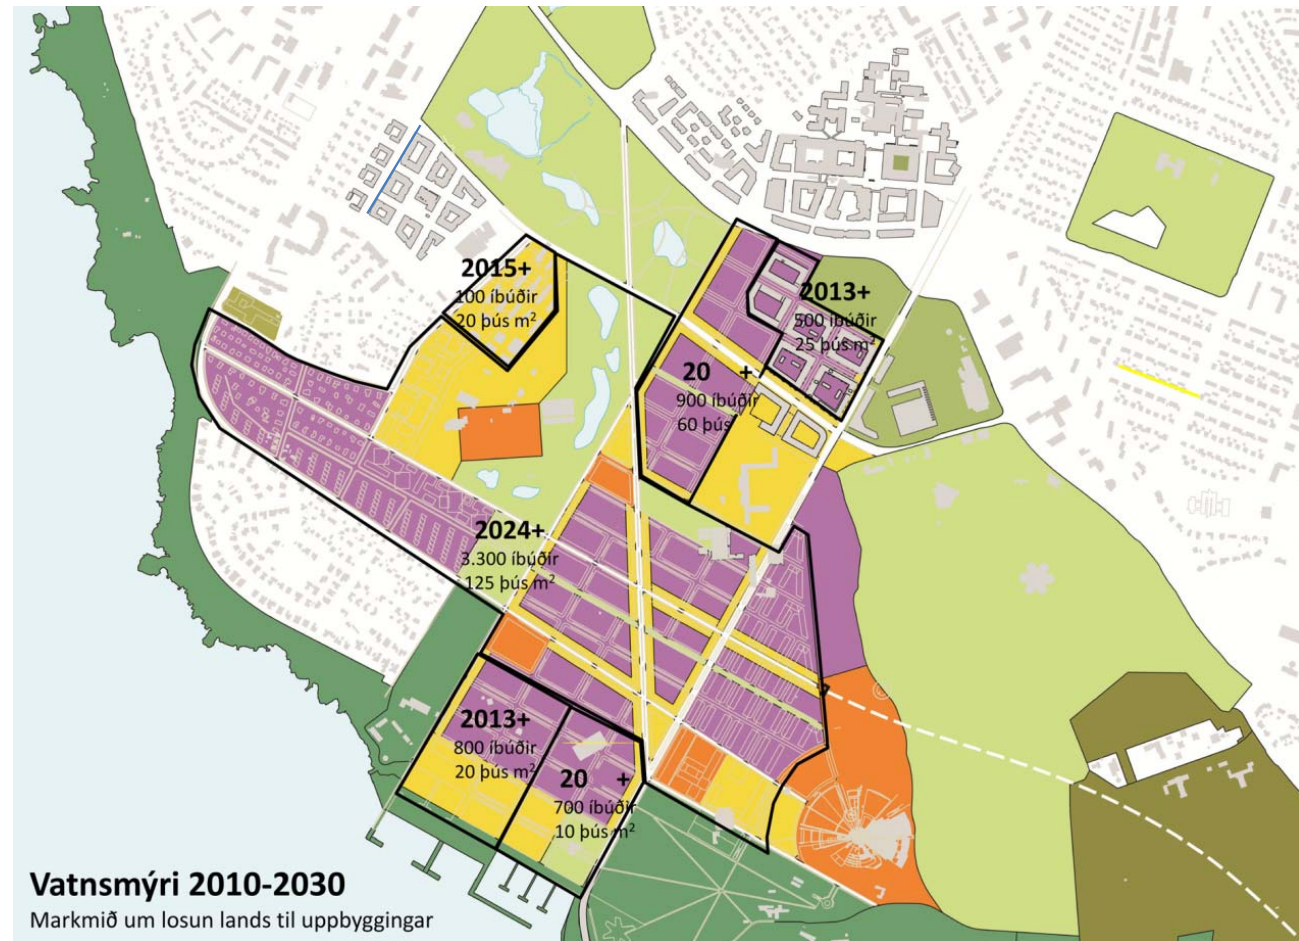 2015+
100 íbúðir
20 þús m²
2013+
500 íbúðir
25 þús m²
20 +
900 íbúðir
60 þús
2024+
3.300 íbúðir
125 þús m²
2013+
800 íbúðir
20 þús m²
20 +
700 íbúðir
10 þús m²
Vatnsmýri 2010-2030
Markmið um losun lands til uppbyggingar